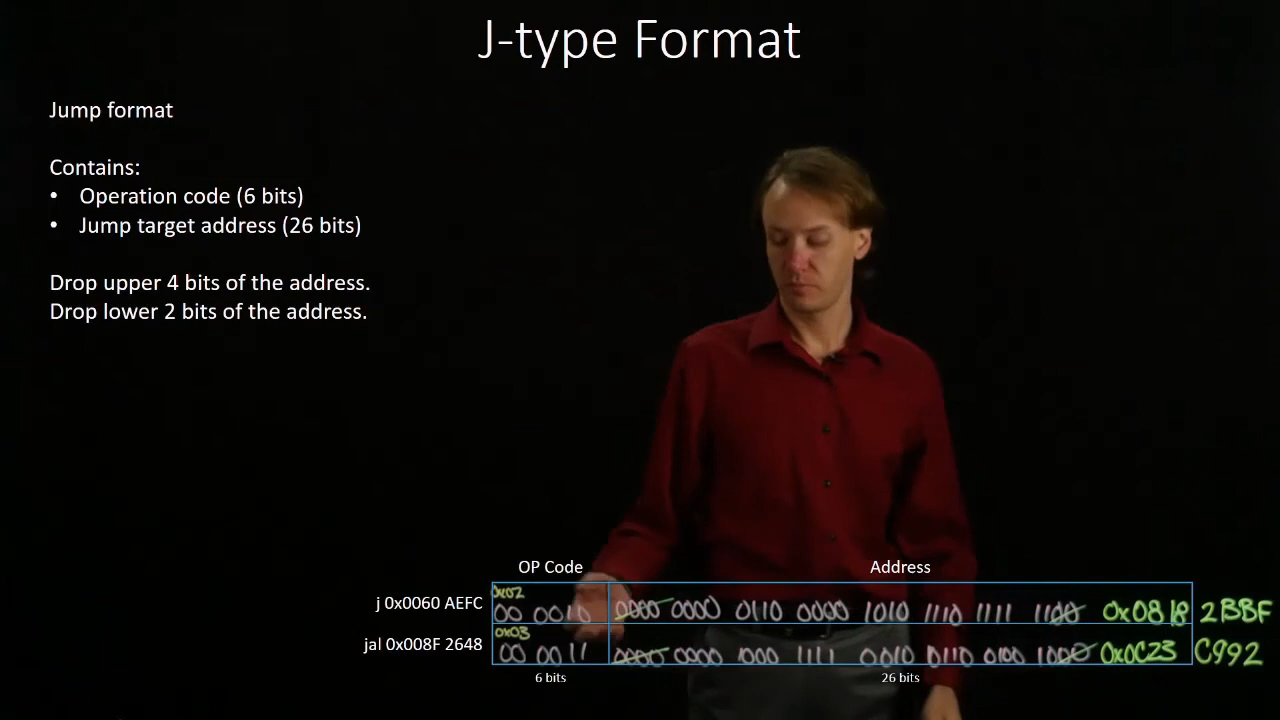 J-type Format
Jump format
Contains:
• Operation code (6 bits)
• Jump target address (26 bits)
Drop upper 4 bits of the address.
Drop lower 2 bits of the address.
OP Code Address
0x02
j 0x0060 AEFC 00 0010 0000 0000 0110 0000 1010 1110 1111 1100 0x0818 2BBF
0x03
jal 0x008F 2648 00 0011 0000 0000 1000 1111 0010 0110 0100 1000 0x0C23 C992
6 bits 26 bits